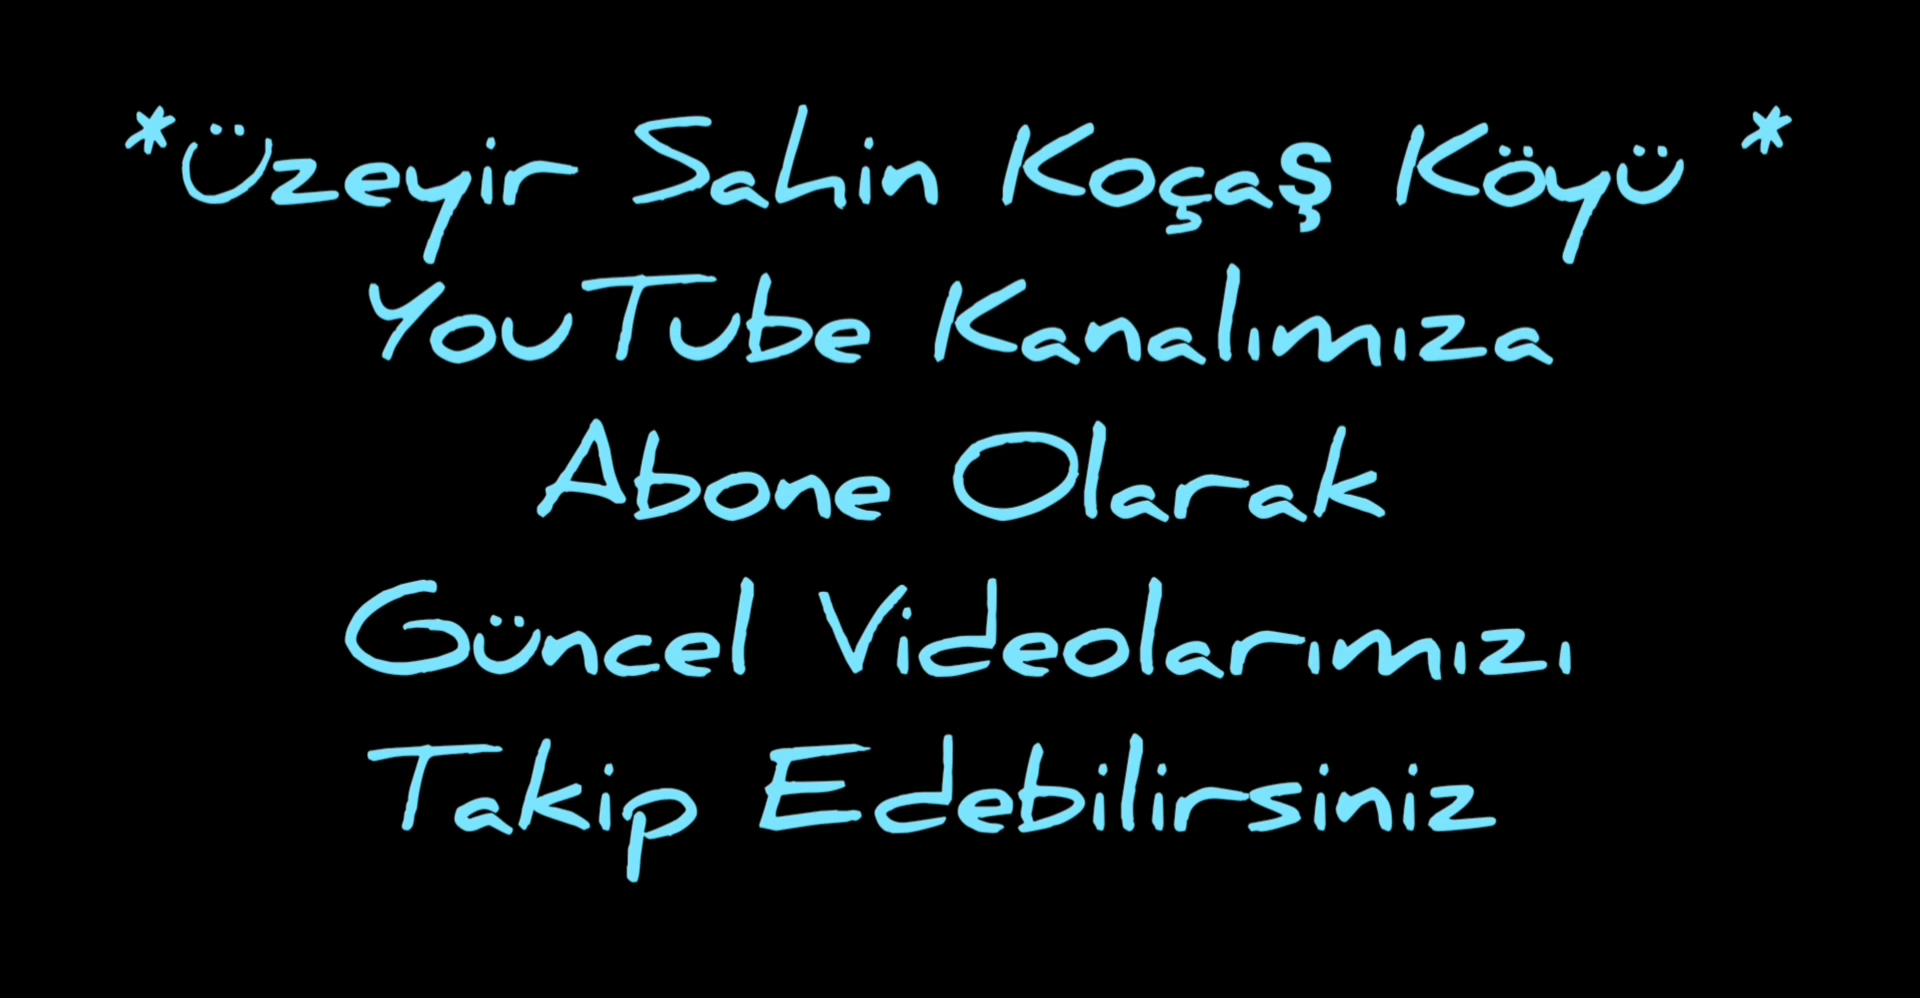 *Üzeyir Sahin Koçaş Köyü *
YouTube Kanalımıza
Abone Olarak
Güncel Videolarımızı
Takip Edebilirsiniz